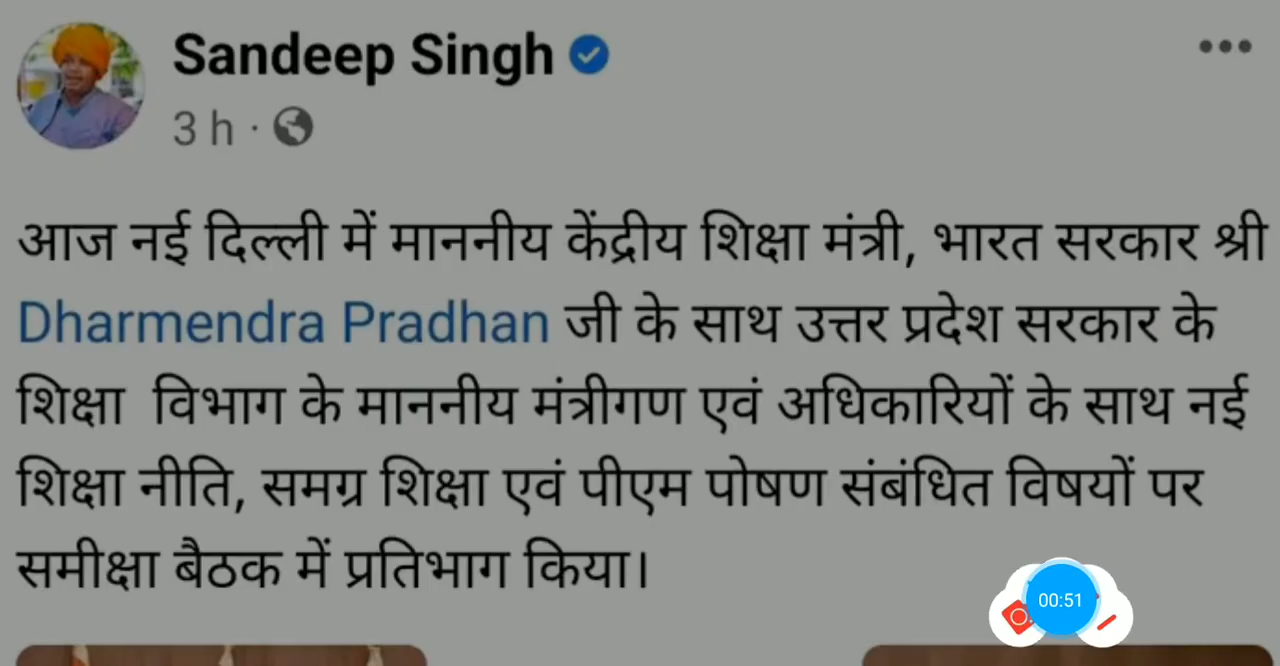 Sandeep Singh
3 h ·
आज नई दिल्ली में माननीय केंद्रीय शिक्षा मंत्री, भारत सरकार श्री
Dharmendra Pradhan जी के साथ उत्तर प्रदेश सरकार के
शिक्षा विभाग के माननीय मंत्रीगण एवं अधिकारियों के साथ नई
शिक्षा नीति, समग्र शिक्षा एवं पीएम पोषण संबंधित विषयों पर
समीक्षा बैठक में प्रतिभाग किया।
00:51